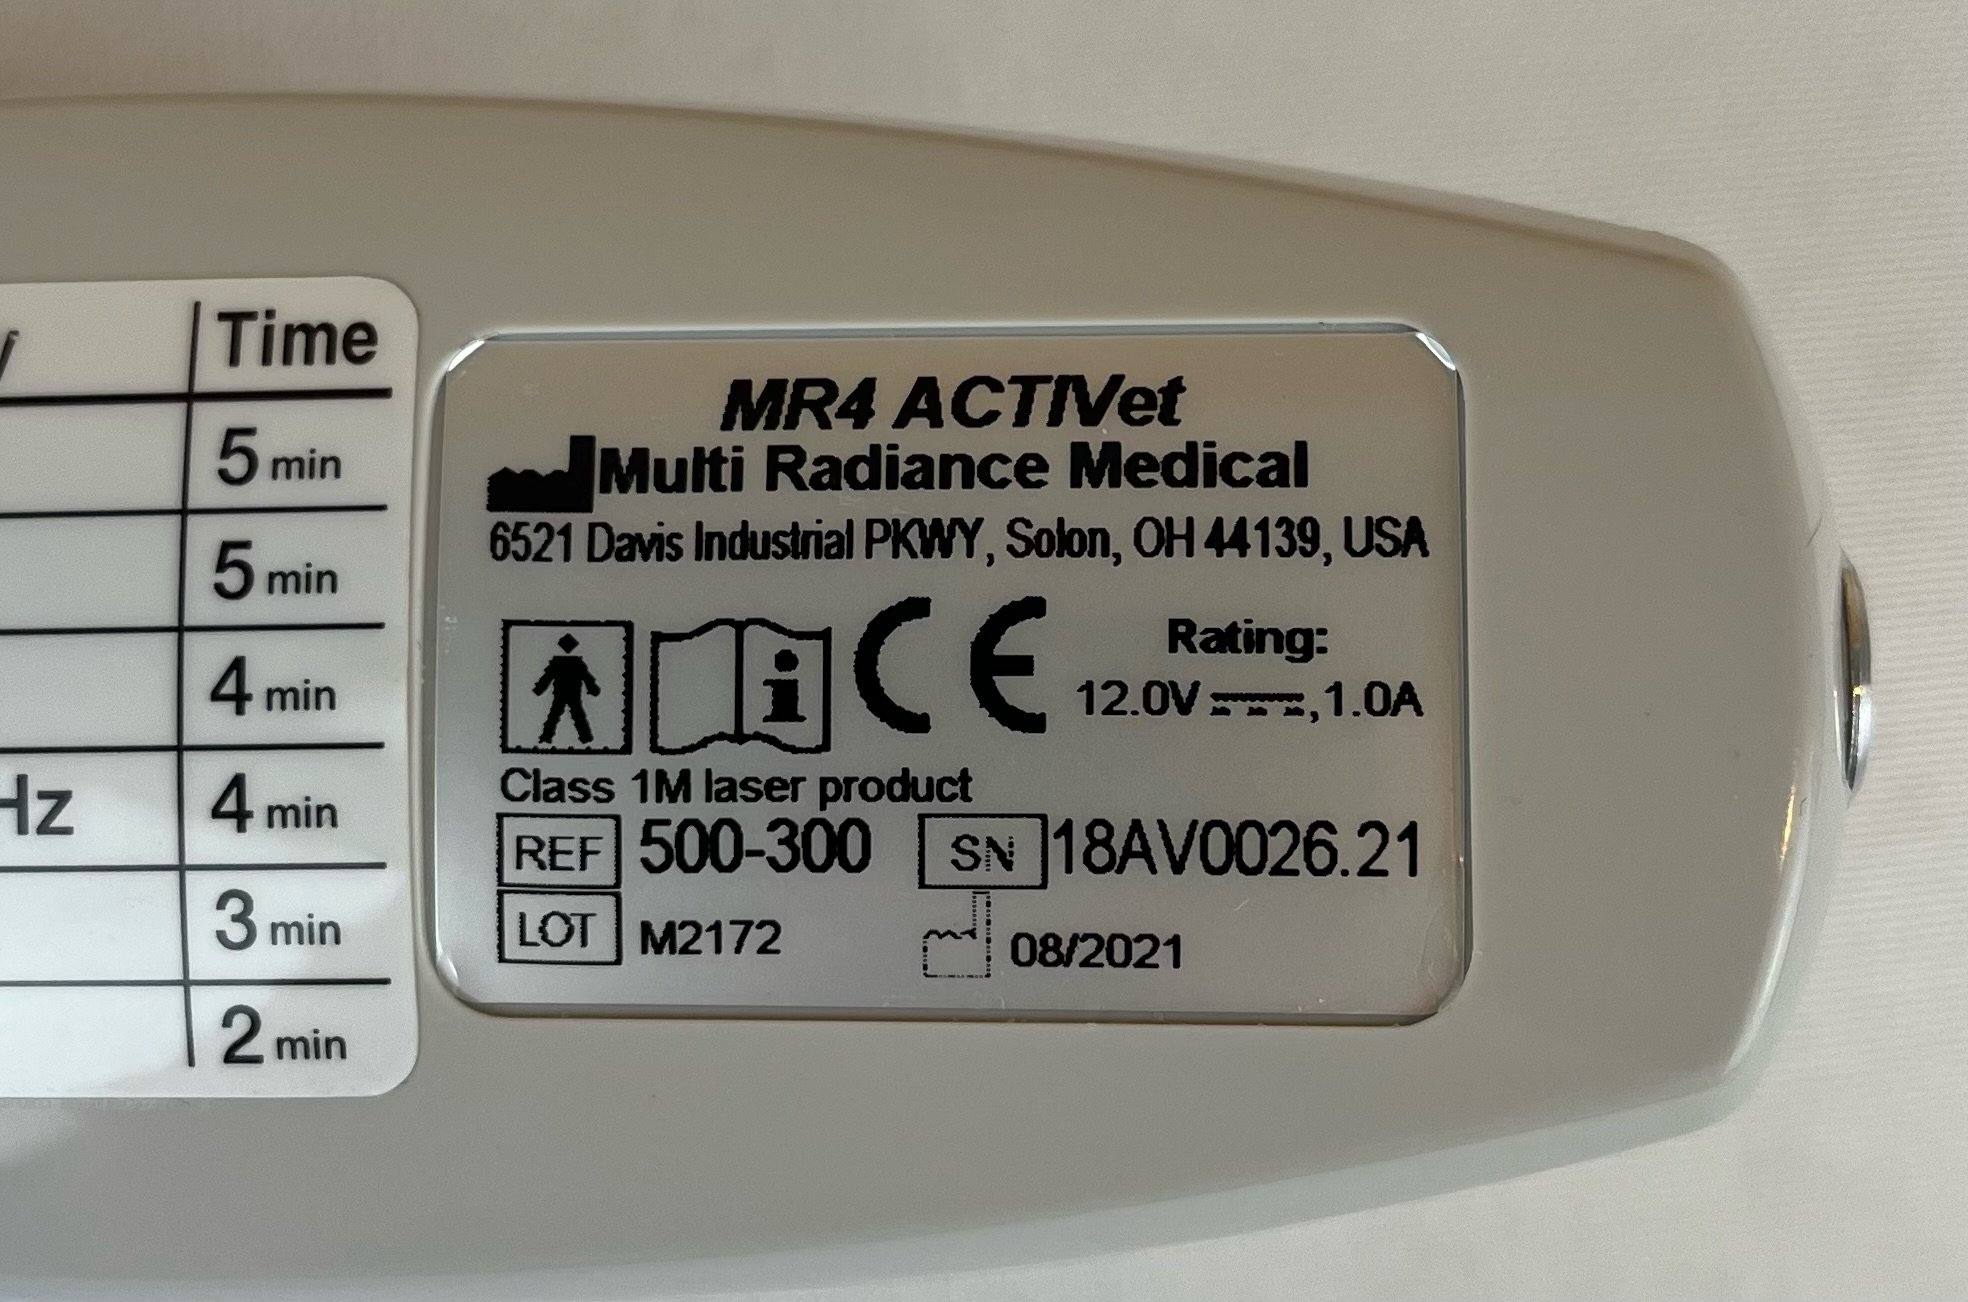 Time
5 min
5 min
4 min
Hz 4 min
3 min
2 min
MR4 ACTIVet
Multi Radiance Medical
6521 Davis Industrial PKWY, Solon, OH 44139, USA
i CE Rating:
12.0V ⎓, 1.0A
Class 1M laser product
REF 500-300 SN 18AV0026.21
LOT M2172 08/2021